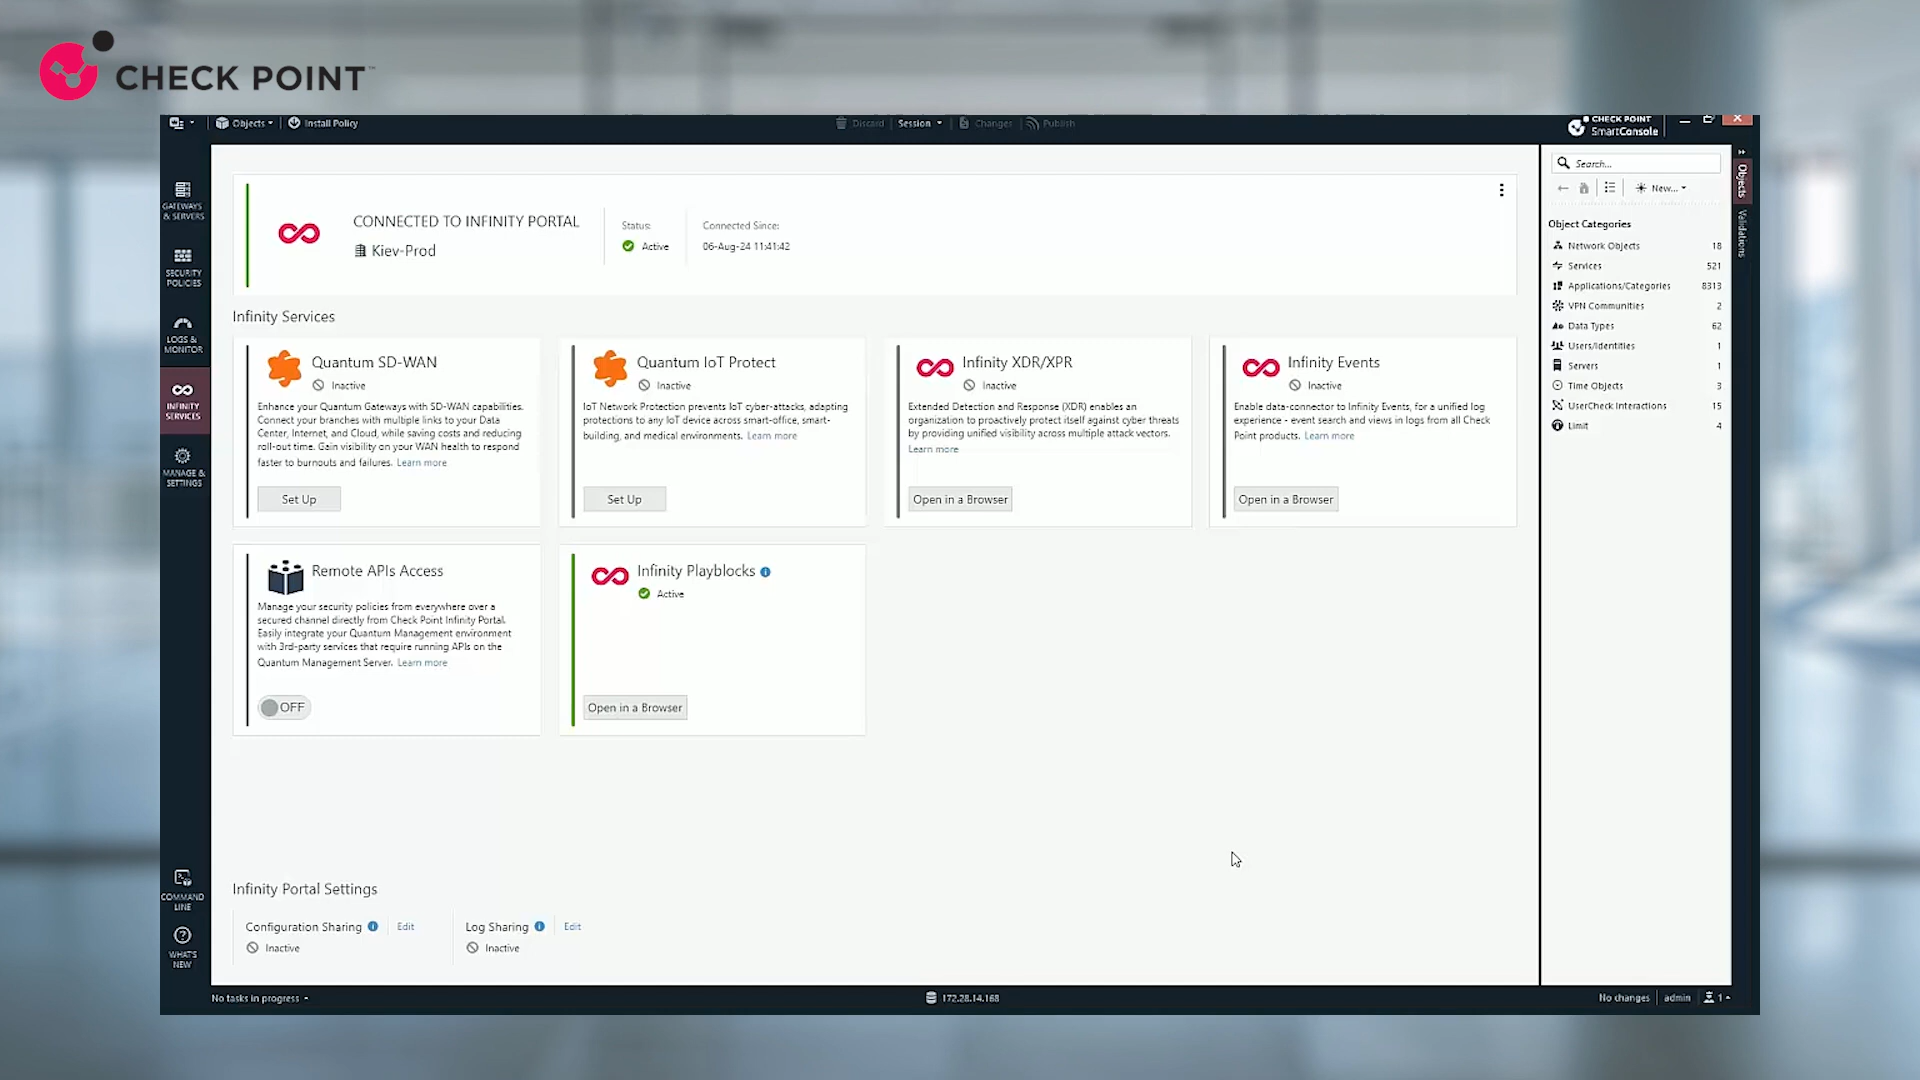 CHECK POINT™
Objects
Install Policy
Discard
Session
Changes
Publish
CHECK POINT
SmartConsole
GATEWAYS
& SERVERS
SECURITY
POLICIES
LOGS &
MONITOR
INFINITY
SERVICES
MANAGE &
SETTINGS
COMMAND
LINE
WHAT'S
NEW
CONNECTED TO INFINITY PORTAL
Kiev-Prod
Status:
Active
Connected Since:
06-Aug-24 11:41:42
Infinity Services
Quantum SD-WAN
Inactive
Enhance your Quantum Gateways with SD-WAN capabilities.
Connect your branches with multiple links to your Data
Center, Internet, and Cloud, while saving costs and reducing
roll-out time. Gain visibility on your WAN health to respond
faster to burnouts and failures. Learn more
Set Up
Quantum IoT Protect
Inactive
IoT Network Protection prevents IoT cyber-attacks, adapting
protections to any IoT device across smart-office, smart-
building, and medical environments. Learn more
Set Up
Infinity XDR/XPR
Inactive
Extended Detection and Response (XDR) enables an
organization to proactively protect itself against cyber threats
by providing unified visibility across multiple attack vectors.
Learn more
Open in a Browser
Infinity Events
Inactive
Enable data-connector to Infinity Events, for a unified log
experience - event search and views in logs from all Check
Point products. Learn more
Open in a Browser
Remote APIs Access
Manage your security policies from everywhere over a
secured channel directly from Check Point Infinity Portal.
Easily integrate your Quantum Management environment
with 3rd-party services that require running APIs on the
Quantum Management Server. Learn more
OFF
Infinity Playblocks
Active
Open in a Browser
Infinity Portal Settings
Configuration Sharing
Edit
Inactive
Log Sharing
Edit
Inactive
Search...
New...
Object Categories
Network Objects 18
Services 521
Applications/Categories 8313
VPN Communities 2
Data Types 62
Users/Identities 1
Servers 1
Time Objects 3
UserCheck Interactions 15
Limit 4
Objects
Validations
No tasks in progress
172.28.14.168
No changes
admin
1